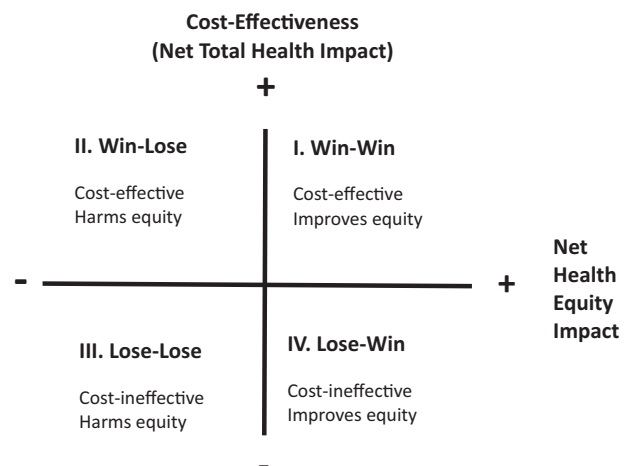 Cost-Effectiveness
(Net Total Health Impact)
+
II. Win-Lose
Cost-effective
Harms equity
I. Win-Win
Cost-effective
Improves equity
-
+
Net
Health
Equity
Impact
III. Lose-Lose
Cost-ineffective
Harms equity
IV. Lose-Win
Cost-ineffective
Improves equity
-